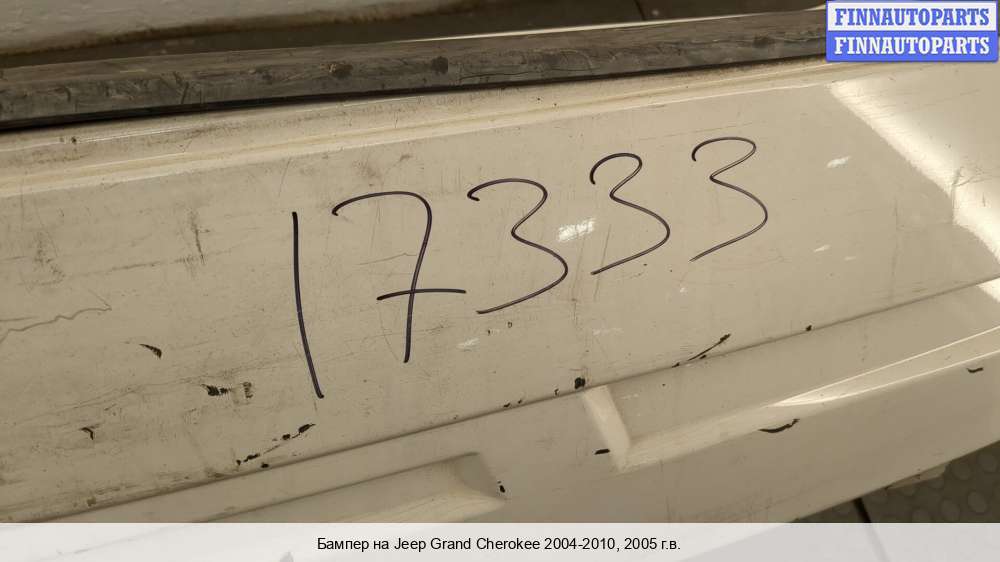 FINNAUTOPARTS
FINNAUTOPARTS
17333
Бампер на Jeep Grand Cherokee 2004-2010, 2005 г.в.